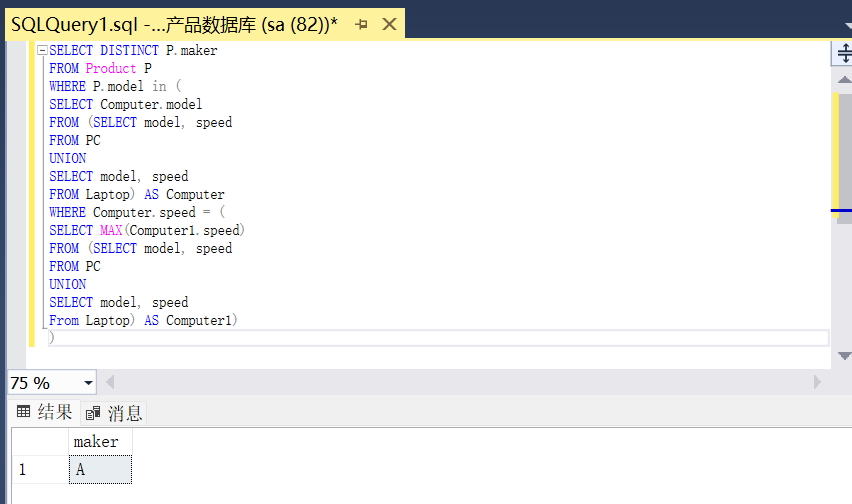 SQLQuery1.sql -...产品数据库 (sa (82))*
SELECT DISTINCT P.maker
FROM Product P
WHERE P.model in (
SELECT Computer.model
FROM (SELECT model, speed
FROM PC
UNION
SELECT model, speed
FROM Laptop) AS Computer
WHERE Computer.speed = (
SELECT MAX(Computer1.speed)
FROM (SELECT model, speed
FROM PC
UNION
SELECT model, speed
From Laptop) AS Computer1)
)
75 %
结果 消息
maker
1 A